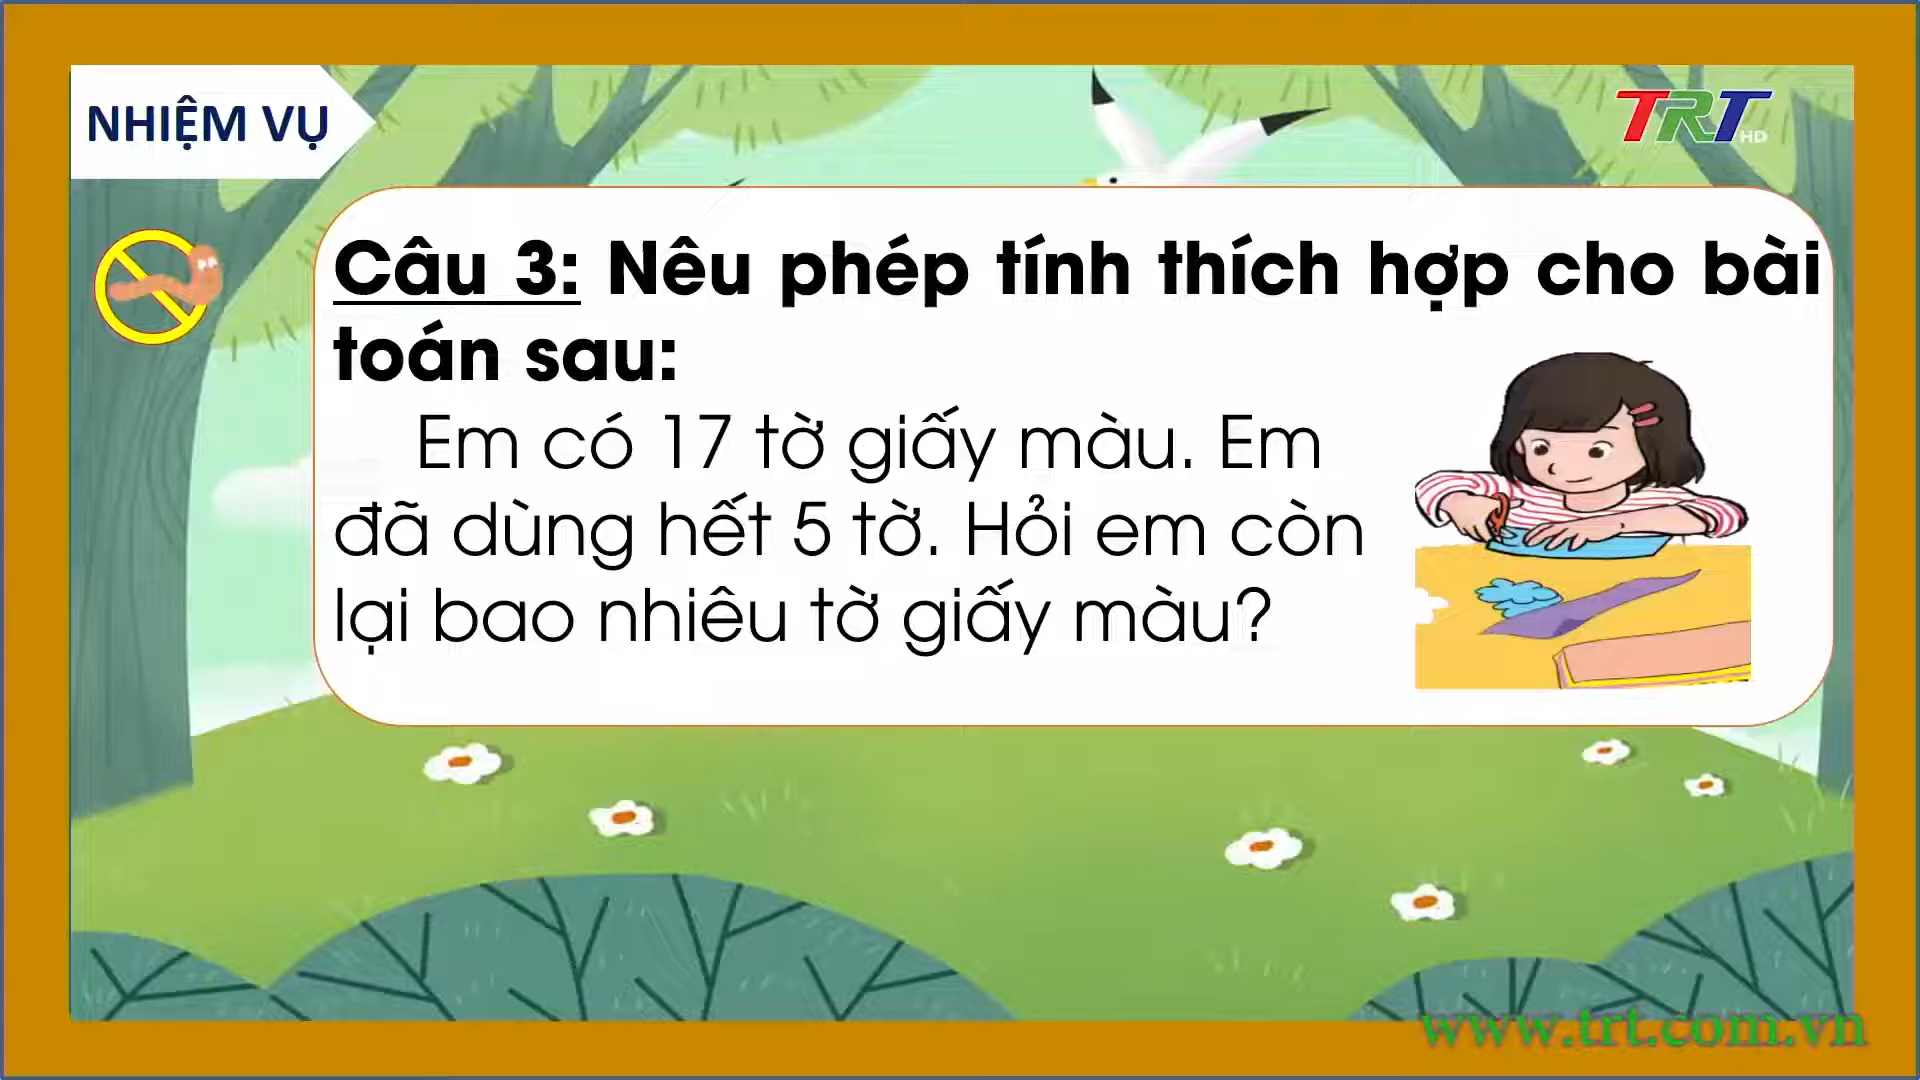 NHIỆM VỤ
TRT HD
Câu 3: Nêu phép tính thích hợp cho bài
toán sau:
Em có 17 tờ giấy màu. Em
đã dùng hết 5 tờ. Hỏi em còn
lại bao nhiêu tờ giấy màu?
www.trt.com.vn